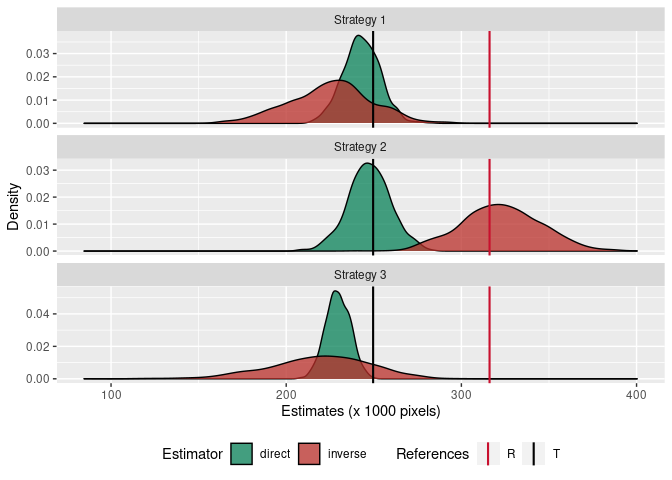 Strategy 1
0.03
0.02
0.01
0.00
Strategy 2
0.03
0.02
0.01
0.00
Density
Strategy 3
0.04
0.02
0.00
100 200 300 400
Estimates (x 1000 pixels)
Estimator direct inverse References R T